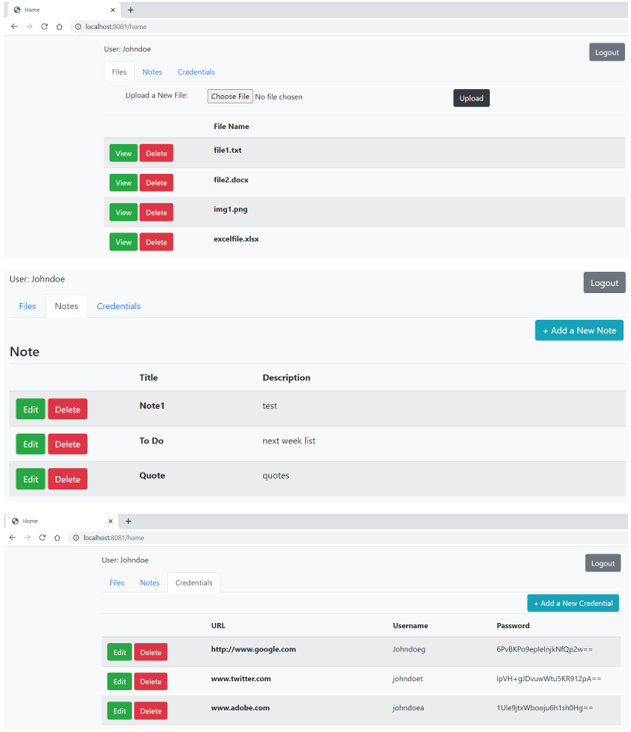 Home
localhost:8081/home
User: Johndoe
Logout
Files Notes Credentials
Upload a New File: Choose File No file chosen Upload
File Name
View Delete file1.txt
View Delete file2.docx
View Delete img1.png
View Delete excelfile.xlsx
User: Johndoe
Logout
Files Notes Credentials
+ Add a New Note
Note
Title Description
Edit Delete Note1 test
Edit Delete To Do next week list
Edit Delete Quote quotes
Home
localhost:8081/home
User: Johndoe
Logout
Files Notes Credentials
+ Add a New Credential
URL Username Password
Edit Delete http://www.google.com Johndoeg
Edit Delete www.twitter.com johndoet
Edit Delete www.adobe.com johndoea